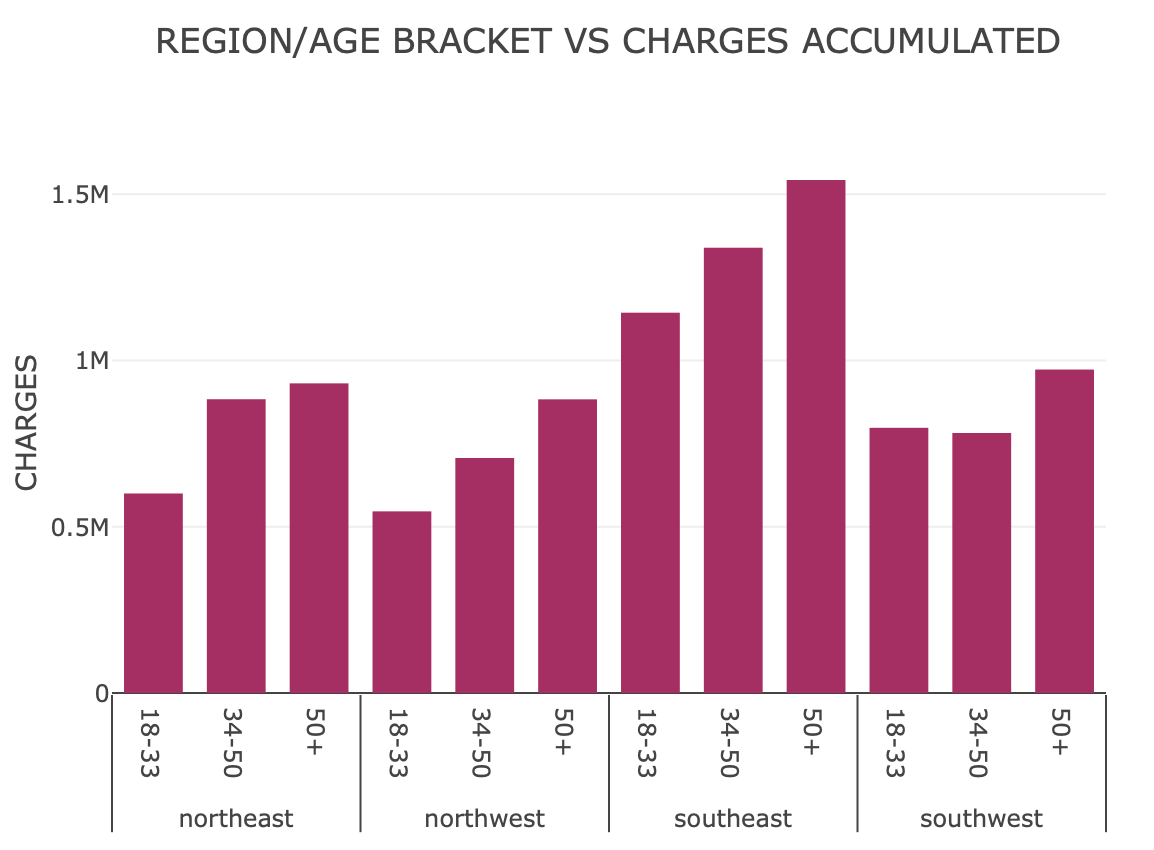 REGION/AGE BRACKET VS CHARGES ACCUMULATED
CHARGES
1.5M
1M
0.5M
0
18-33
34-50
50+
18-33
34-50
50+
18-33
34-50
50+
18-33
34-50
50+
northeast
northwest
southeast
southwest